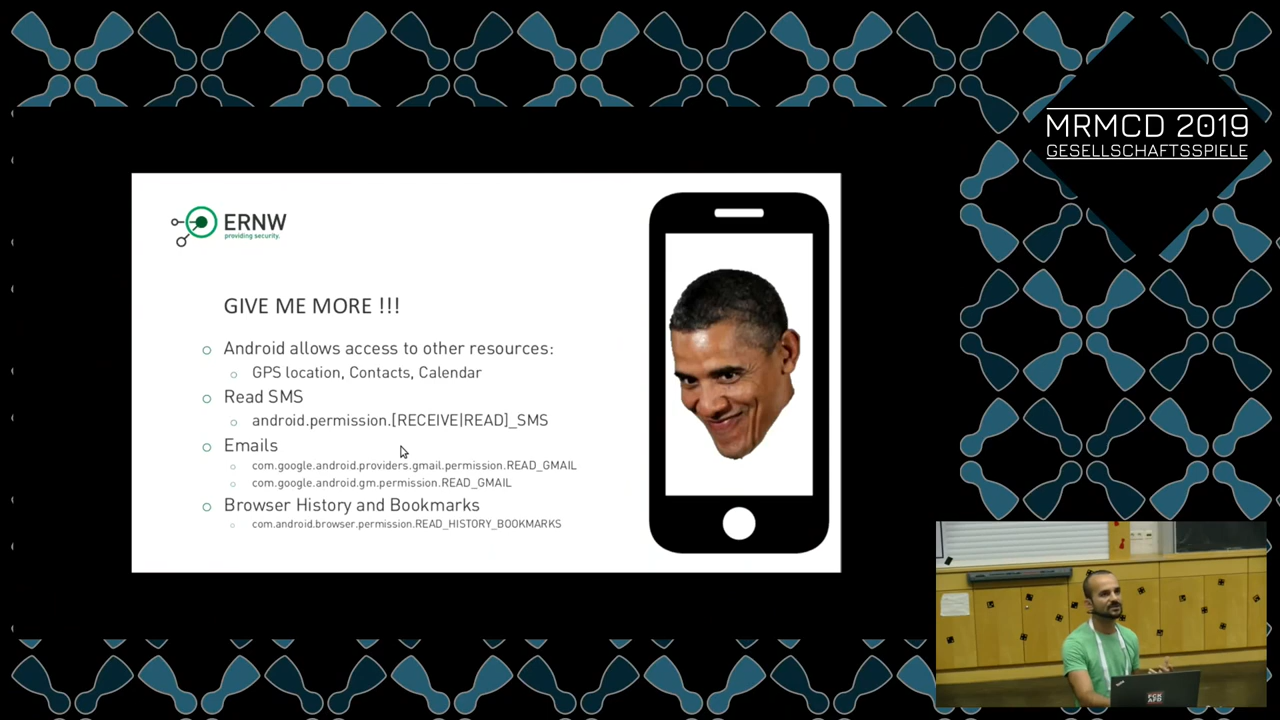 MRMCD 2019
GESELLSCHAFTSSPIELE
ERNW
providing security.
GIVE ME MORE !!!
Android allows access to other resources:
GPS location, Contacts, Calendar
Read SMS
android.permission.[RECEIVE|READ]_SMS
Emails
com.google.android.providers.gmail.permission.READ_GMAIL
com.google.android.gm.permission.READ_GMAIL
Browser History and Bookmarks
com.android.browser.permission.READ_HISTORY_BOOKMARKS
FCK
AFD